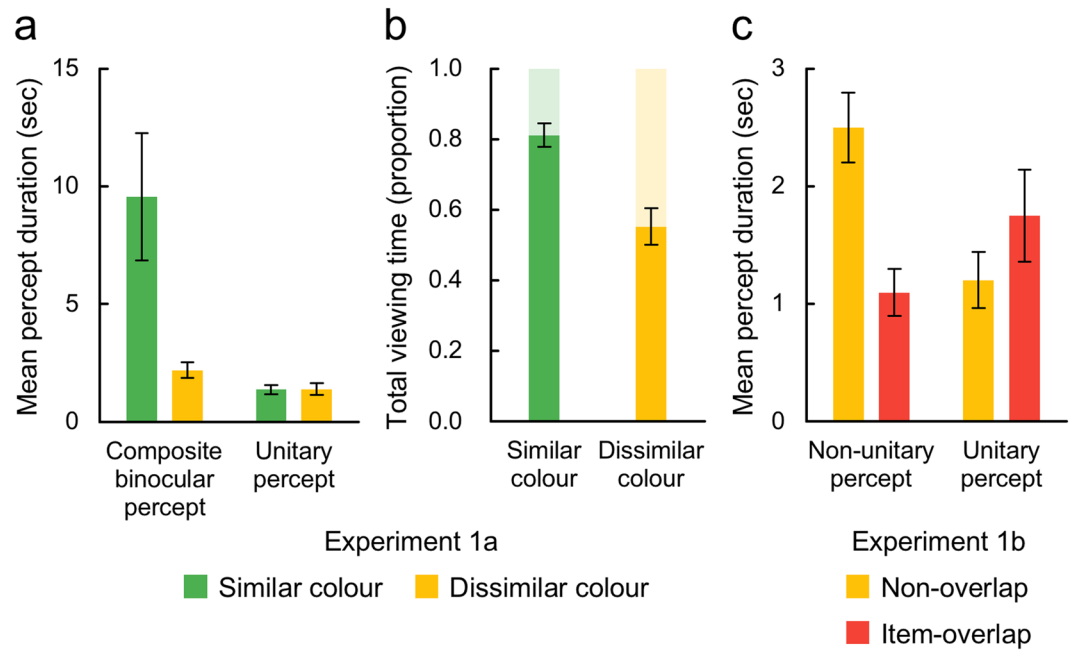 a
Mean percept duration (sec)
15
10
5
0
Composite
binocular
percept
Unitary
percept
b
Total viewing time (proportion)
1.0
0.8
0.6
0.4
0.2
0.0
Similar
colour
Dissimilar
colour
Experiment 1a
Similar colour
Dissimilar colour
c
Mean percept duration (sec)
3
2
1
0
Non-unitary
percept
Unitary
percept
Experiment 1b
Non-overlap
Item-overlap